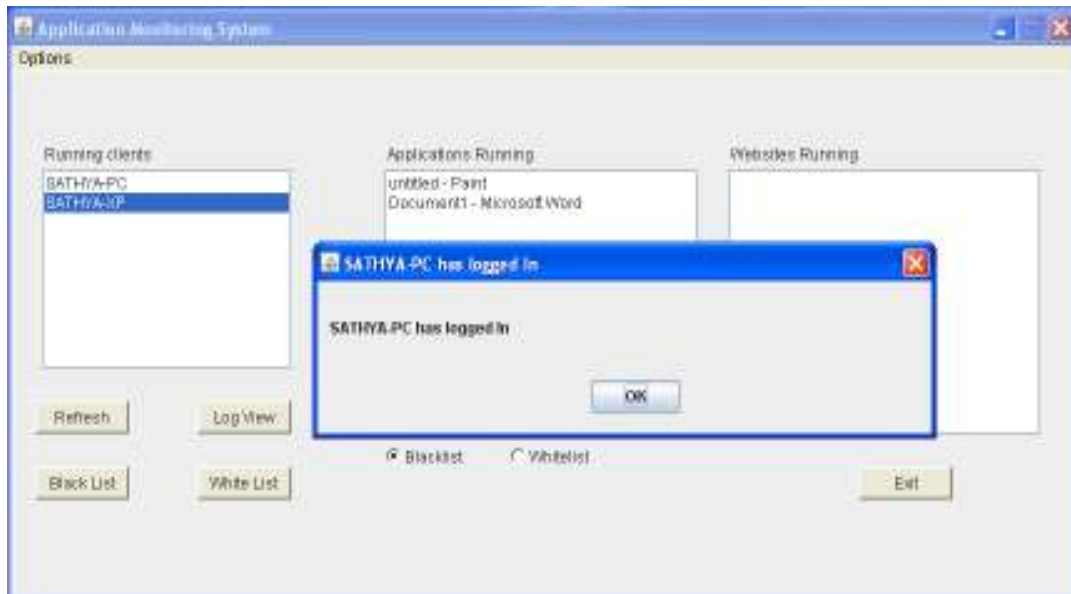 Application Monitoring System
Options
Running clients
Applications Running
Websites Running
SATHYA-PC
SATHYA-XP
untitled - Paint
Document1 - Microsoft Word
SATHYA-PC has logged In
SATHYA-PC has logged In
OK
Refresh
Log View
Blacklist
Whitelist
Black List
White List
Exit